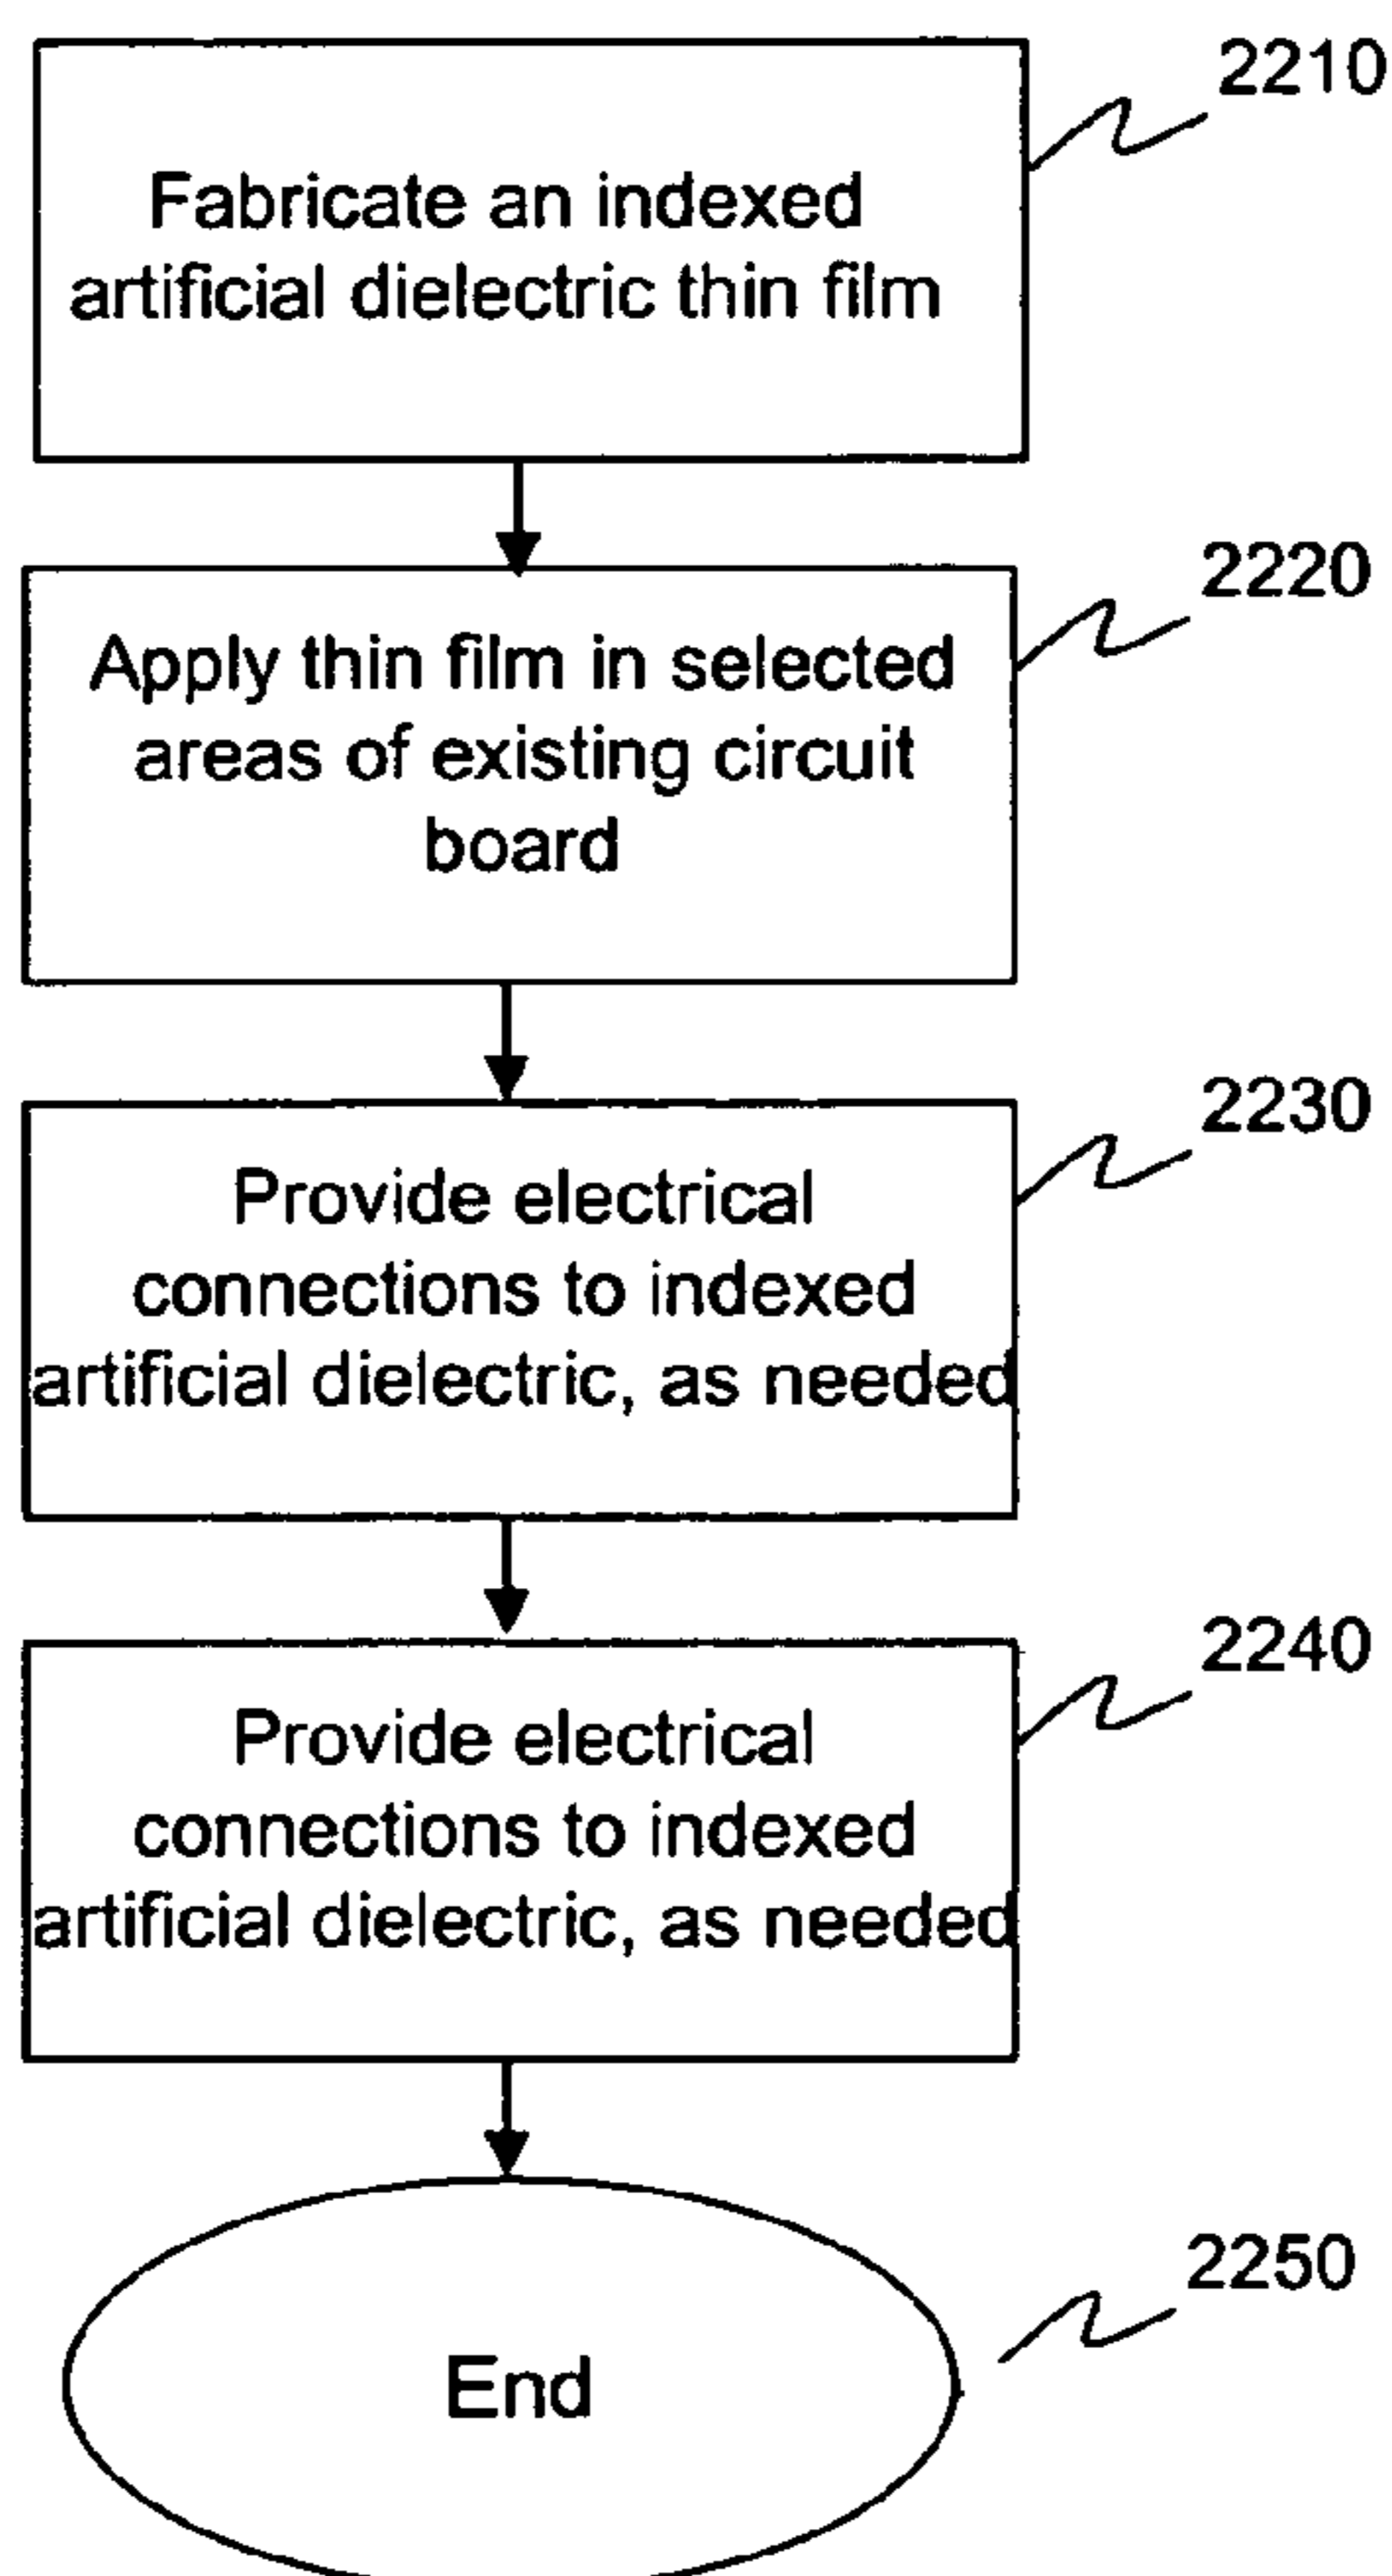 2210
Fabricate an indexed
artificial dielectric thin film
2220
Apply thin film in selected
areas of existing circuit
board
2230
Provide electrical
connections to indexed
artificial dielectric, as needed
2240
Provide electrical
connections to indexed
artificial dielectric, as needed
2250
End